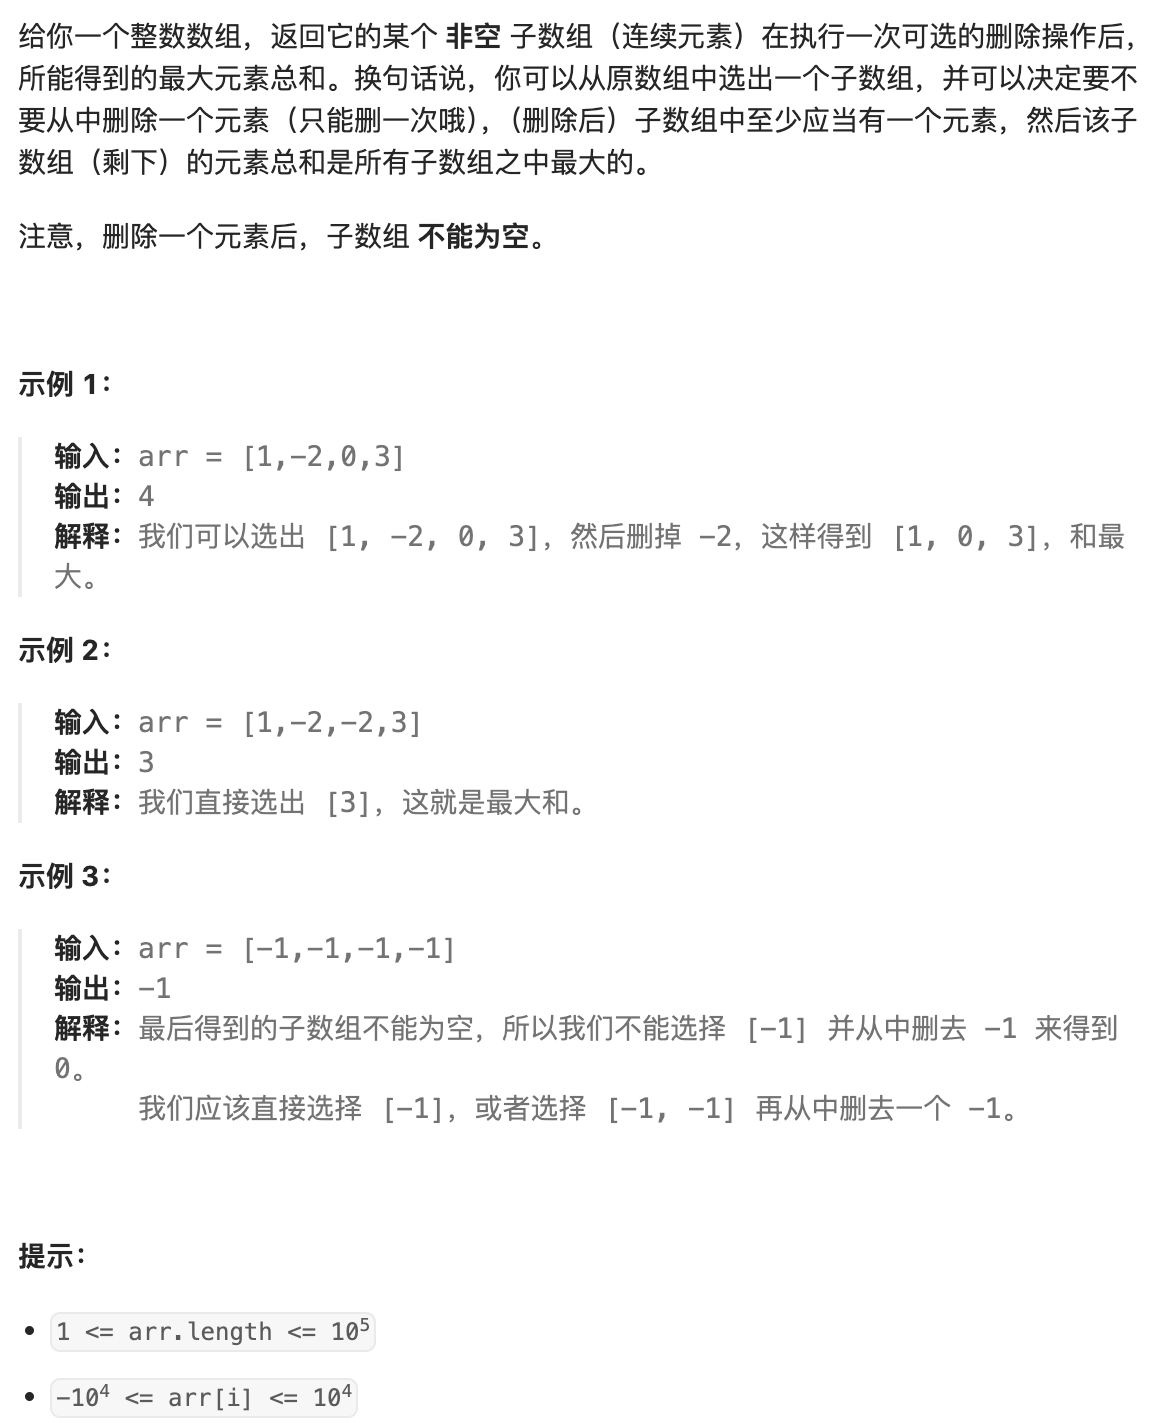 给你一个整数数组，返回它的某个 非空 子数组（连续元素）在执行一次可选的删除操作后，
所能得到的最大元素总和。换句话说，你可以从原数组中选出一个子数组，并可以决定要不
要从中删除一个元素（只能删一次哦），（删除后）子数组中至少应当有一个元素，然后该子
数组（剩下）的元素总和是所有子数组之中最大的。
注意，删除一个元素后，子数组 不能为空。
示例 1：
输入：arr = [1,-2,0,3]
输出：4
解释：我们可以选出 [1, -2, 0, 3]，然后删掉 -2，这样得到 [1, 0, 3]，和最
大。
示例 2：
输入：arr = [1,-2,-2,3]
输出：3
解释：我们直接选出 [3]，这就是最大和。
示例 3：
输入：arr = [-1,-1,-1,-1]
输出：-1
解释：最后得到的子数组不能为空，所以我们不能选择 [-1] 并从中删去 -1 来得到
0。
我们应该直接选择 [-1]，或者选择 [-1, -1] 再从中删去一个 -1。
提示：
• 1 <= arr.length <= 10⁵
• -10⁴ <= arr[i] <= 10⁴